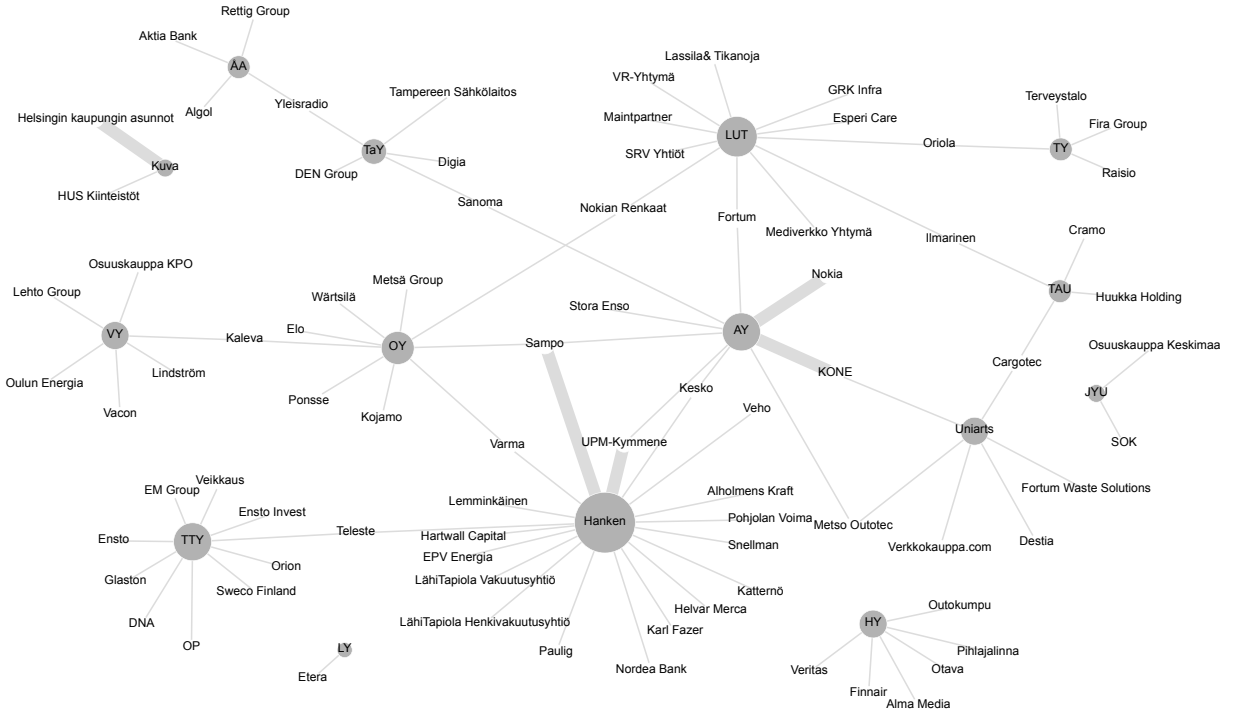 Rettig Group
Aktia Bank
ÅA
Algol
Yleisradio
Tampereen Sähkölaitos
Helsingin kaupungin asunnot
Kuva
HUS Kiinteistöt
TaY
DEN Group
Digia
Sanoma
Lassila& Tikanoja
VR-Yhtymä
GRK Infra
Maintpartner
Esperi Care
LUT
SRV Yhtiöt
Oriola
Terveystalo
Fira Group
TY
Raisio
Nokian Renkaat
Fortum
Mediverkko Yhtymä
Ilmarinen
Cramo
TAU
Huukka Holding
Osuuskauppa KPO
Lehto Group
VY
Kaleva
Oulun Energia
Lindström
Vacon
Metsä Group
Wärtsilä
Elo
OY
Ponsse
Kojamo
Nokia
Stora Enso
AY
Sampo
KONE
Kesko
Veho
Cargotec
Osuuskauppa Keskimaa
JYU
SOK
Uniarts
Varma
UPM-Kymmene
Fortum Waste Solutions
Metso Outotec
Verkkokauppa.com
Destia
Veikkaus
EM Group
Ensto Invest
Ensto
TTY
Teleste
Orion
Glaston
Sweco Finland
DNA
OP
Lemminkäinen
Alholmens Kraft
Hanken
Pohjolan Voima
Hartwall Capital
Snellman
EPV Energia
LähiTapiola Vakuutusyhtiö
Katternö
Helvar Merca
LähiTapiola Henkivakuutusyhtiö
Karl Fazer
Paulig
Nordea Bank
LY
Etera
Outokumpu
HY
Pihlajalinna
Veritas
Otava
Finnair
Alma Media